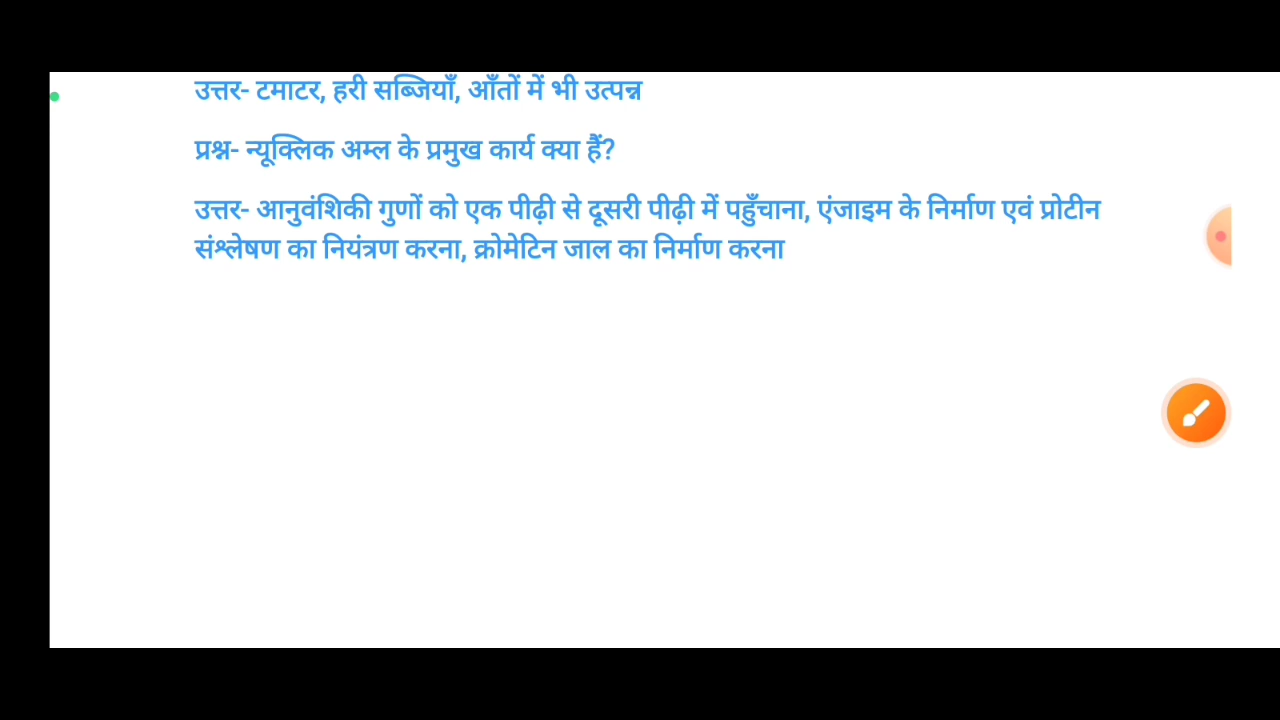 उत्तर- टमाटर, हरी सब्जियाँ, आँतों में भी उत्पन्न
प्रश्न- न्यूक्लिक अम्ल के प्रमुख कार्य क्या हैं?
उत्तर- आनुवंशिकी गुणों को एक पीढ़ी से दूसरी पीढ़ी में पहुँचाना, एंजाइम के निर्माण एवं प्रोटीन
संश्लेषण का नियंत्रण करना, क्रोमेटिन जाल का निर्माण करना